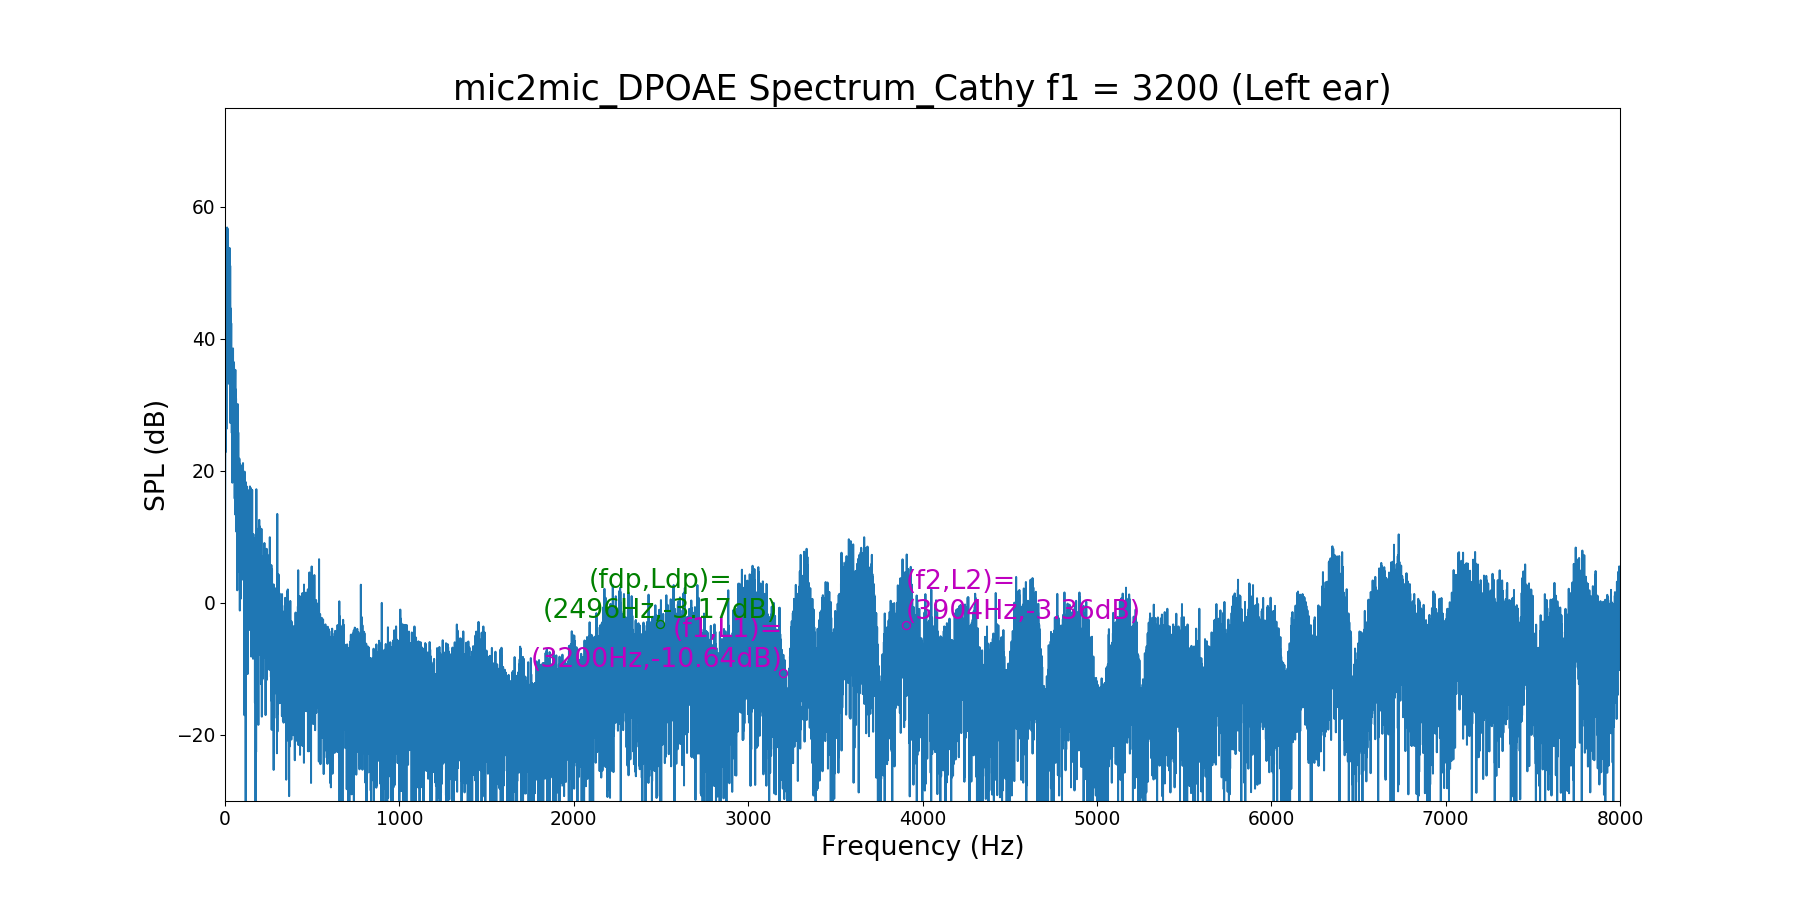 mic2mic_DPOAE Spectrum_Cathy f1 = 3200 (Left ear)
SPL (dB)
60
40
20
0
−20
(fdp,Ldp)=
(2496Hz,-3.17dB)
(f1,L1)=
(3200Hz,-10.64dB)
(f2,L2)=
(3904Hz,-3.36dB)
0 1000 2000 3000 4000 5000 6000 7000 8000
Frequency (Hz)